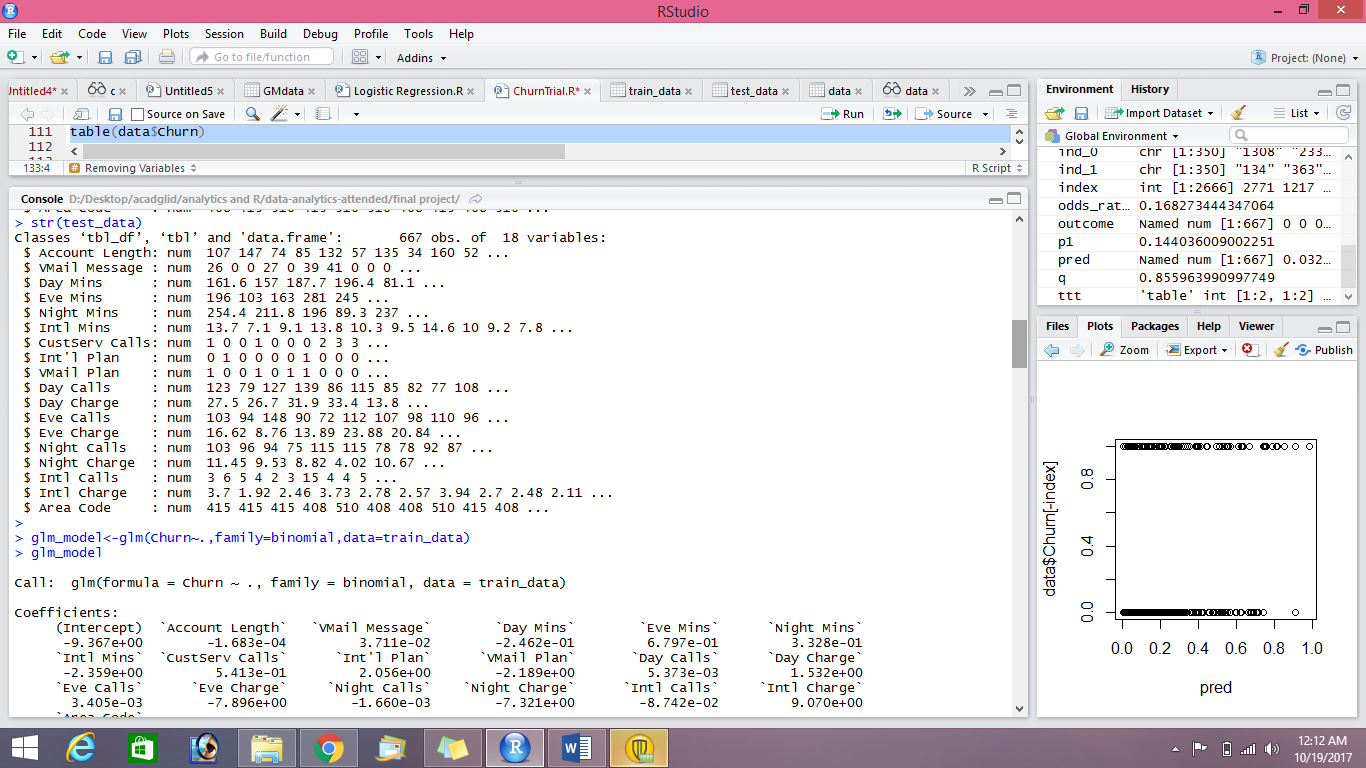 RStudio
File Edit Code View Plots Session Build Debug Profile Tools Help
Go to file/function Addins Project: (None)
Untitled4* c Untitled5 GMdata Logistic Regression.R ChurnTrial.R* train_data test_data data data
Source on Save Run Source
111 table(data$Churn)
112
133:4 Removing Variables R Script
Console D:/Desktop/acadglid/analytics and R/data-analytics-attended/final project/
> str(test_data)
Classes ‘tbl_df’, ‘tbl’ and 'data.frame': 667 obs. of 18 variables:
$ Account Length: num 107 147 74 85 132 57 135 34 160 52 ...
$ VMail Message : num 26 0 0 27 0 39 41 0 0 0 ...
$ Day Mins : num 161.6 157 187.7 196.4 81.1 ...
$ Eve Mins : num 196 103 163 281 245 ...
$ Night Mins : num 254.4 211.8 196 89.3 237 ...
$ Intl Mins : num 13.7 7.1 9.1 13.8 10.3 9.5 14.6 10 9.2 7.8 ...
$ CustServ Calls: num 1 0 0 1 0 0 0 2 3 3 ...
$ Int'l Plan : num 0 1 0 0 0 0 1 0 0 0 ...
$ VMail Plan : num 1 0 0 1 0 1 1 0 0 0 ...
$ Day Calls : num 123 79 127 139 86 115 85 82 77 108 ...
$ Day Charge : num 27.5 26.7 31.9 33.4 13.8 ...
$ Eve Calls : num 103 94 148 90 72 112 107 98 110 96 ...
$ Eve Charge : num 16.62 8.76 13.89 23.88 20.84 ...
$ Night Calls : num 103 96 94 75 115 115 78 78 92 87 ...
$ Night Charge : num 11.45 9.53 8.82 4.02 10.67 ...
$ Intl Calls : num 3 6 5 4 2 3 15 4 4 5 ...
$ Intl Charge : num 3.7 1.92 2.46 3.73 2.78 2.57 3.94 2.7 2.48 2.11 ...
$ Area Code : num 415 415 415 408 510 408 408 510 415 408 ...
>
> glm_model<-glm(Churn~.,family=binomial,data=train_data)
> glm_model
Call: glm(formula = Churn ~ ., family = binomial, data = train_data)
Coefficients:
(Intercept) `Account Length` `VMail Message` `Day Mins` `Eve Mins` `Night Mins`
-9.367e+00 -1.683e-04 3.711e-02 -2.462e-01 6.797e-01 3.328e-01
`Intl Mins` `CustServ Calls` `Int'l Plan` `VMail Plan` `Day Calls` `Day Charge`
-2.359e+00 5.413e-01 2.056e+00 -2.189e+00 5.373e-03 1.532e+00
`Eve Calls` `Eve Charge` `Night Calls` `Night Charge` `Intl Calls` `Intl Charge`
3.405e-03 -7.896e+00 -1.660e-03 -7.321e+00 -8.742e-02 9.070e+00
`Area Code`
Environment History
Import Dataset List
Global Environment
ind_0 chr [1:350] "1308" "233…
ind_1 chr [1:350] "134" "363"…
index int [1:2666] 2771 1217 …
odds_rat… 0.168273444347064
outcome Named num [1:667] 0 0 0…
p1 0.144036009002251
pred Named num [1:667] 0.032…
q 0.855963990997749
ttt 'table' int [1:2, 1:2] …
Files Plots Packages Help Viewer
Zoom Export Publish
data$Churn[-index]
0.8
0.4
0.0
0.0 0.2 0.4 0.6 0.8 1.0
pred
12:12 AM
10/19/2017